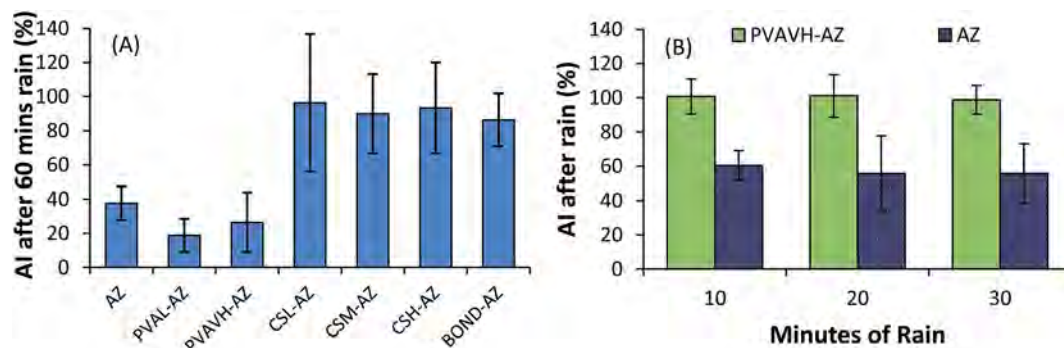 AI after 60 mins rain (%)
140
120
100
80
60
40
20
0
(A)
AZ
PVAL-AZ
PVAVH-AZ
CSL-AZ
CSM-AZ
CSH-AZ
BOND-AZ
AI after rain (%)
140
120
100
80
60
40
20
0
(B)
PVAVH-AZ
AZ
10 20 30
Minutes of Rain